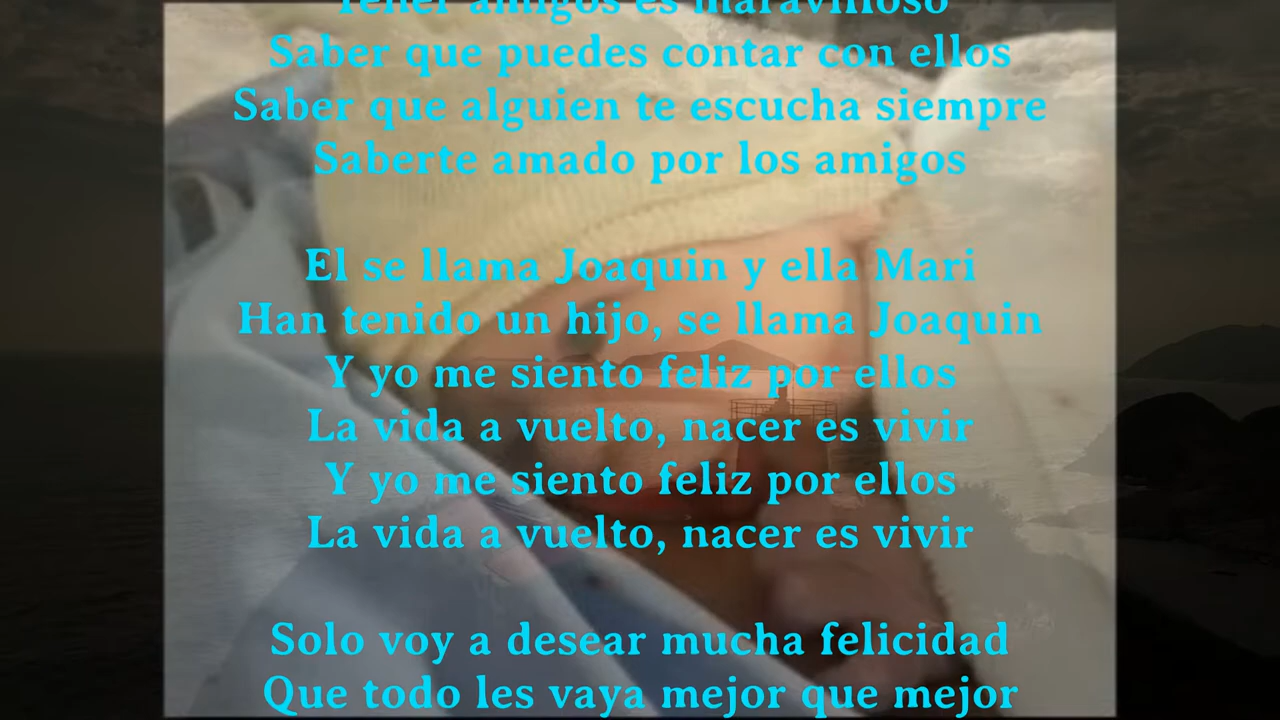 Tener amigos es maravilloso
Saber que puedes contar con ellos
Saber que alguien te escucha siempre
Saberte amado por los amigos
El se llama Joaquin y ella Mari
Han tenido un hijo, se llama Joaquin
Y yo me siento feliz por ellos
La vida a vuelto, nacer es vivir
Y yo me siento feliz por ellos
La vida a vuelto, nacer es vivir
Solo voy a desear mucha felicidad
Que todo les vaya mejor que mejor